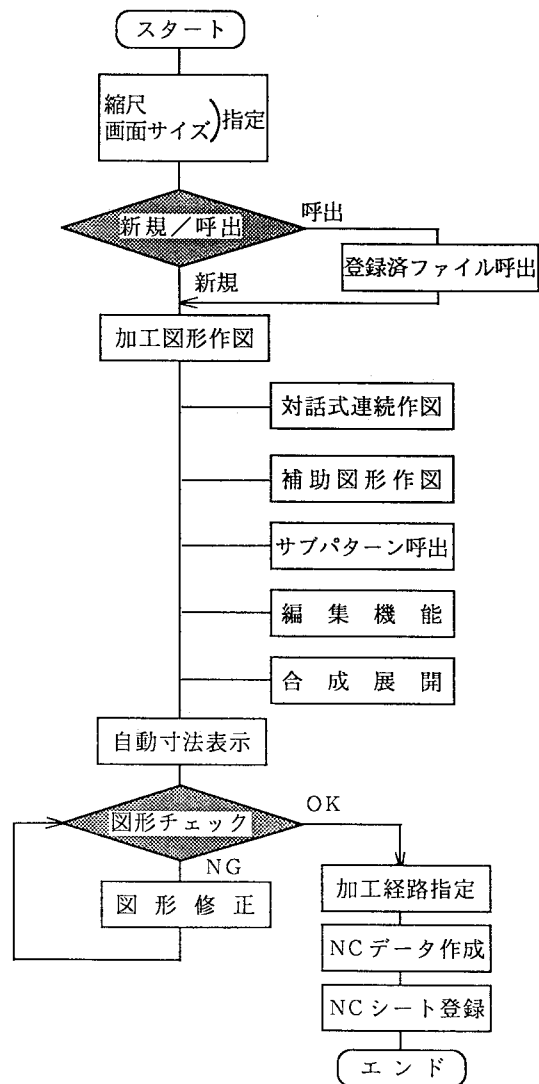 スタート
縮尺
画面サイズ)指定
新規/呼出
呼出
登録済ファイル呼出
新規
加工図形作図
対話式連続作図
補助図形作図
サブパターン呼出
編集機能
合成展開
自動寸法表示
図形チェック
OK
NG
加工経路指定
図形修正
NCデータ作成
NCシート登録
エンド